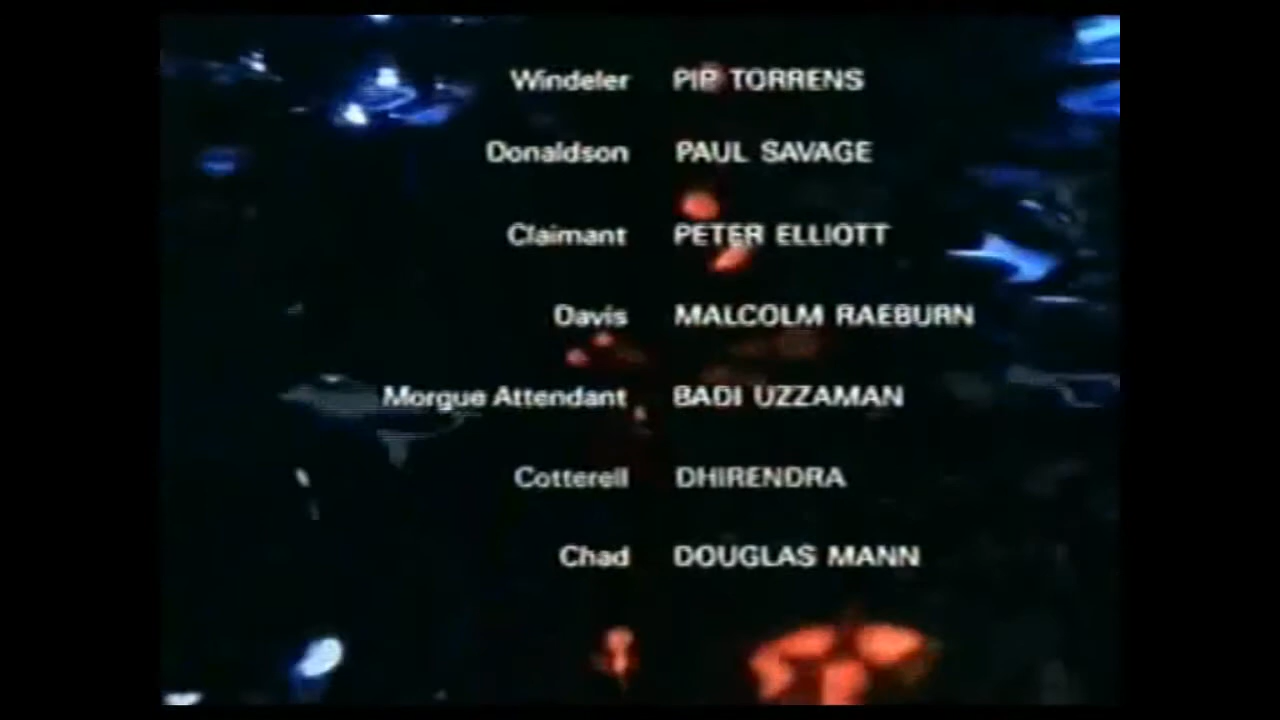 Windeler PIP TORRENS
Donaldson PAUL SAVAGE
Claimant PETER ELLIOTT
Davis MALCOLM RAEBURN
Morgue Attendant BADI UZZAMAN
Cotterell DHIRENDRA
Chad DOUGLAS MANN